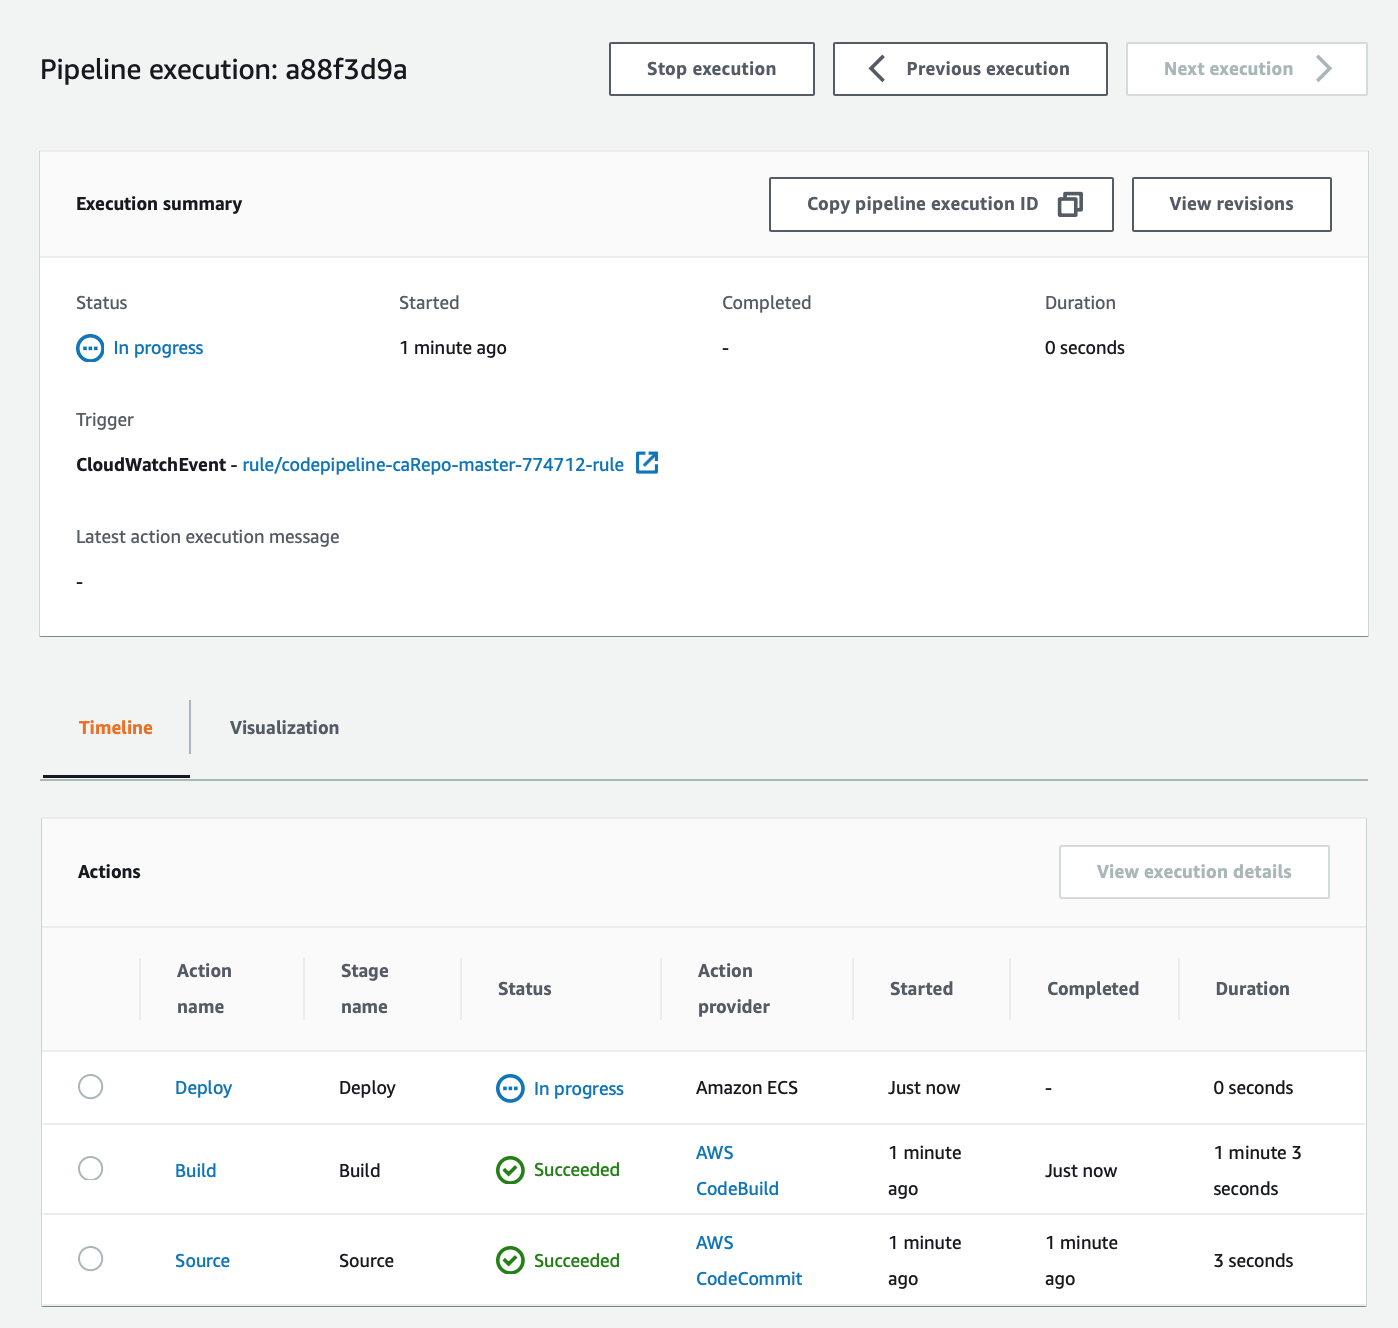 Pipeline execution: a88f3d9a
Stop execution
Previous execution
Next execution
Execution summary
Copy pipeline execution ID
View revisions
Status
Started
Completed
Duration
In progress
1 minute ago
-
0 seconds
Trigger
CloudWatchEvent - rule/codepipeline-caRepo-master-774712-rule
Latest action execution message
-
Timeline
Visualization
Actions
View execution details
Action
name
Stage
name
Status
Action
provider
Started
Completed
Duration
Deploy
Deploy
In progress
Amazon ECS
Just now
-
0 seconds
Build
Build
Succeeded
AWS
CodeBuild
1 minute
ago
Just now
1 minute 3
seconds
Source
Source
Succeeded
AWS
CodeCommit
1 minute
ago
1 minute
ago
3 seconds